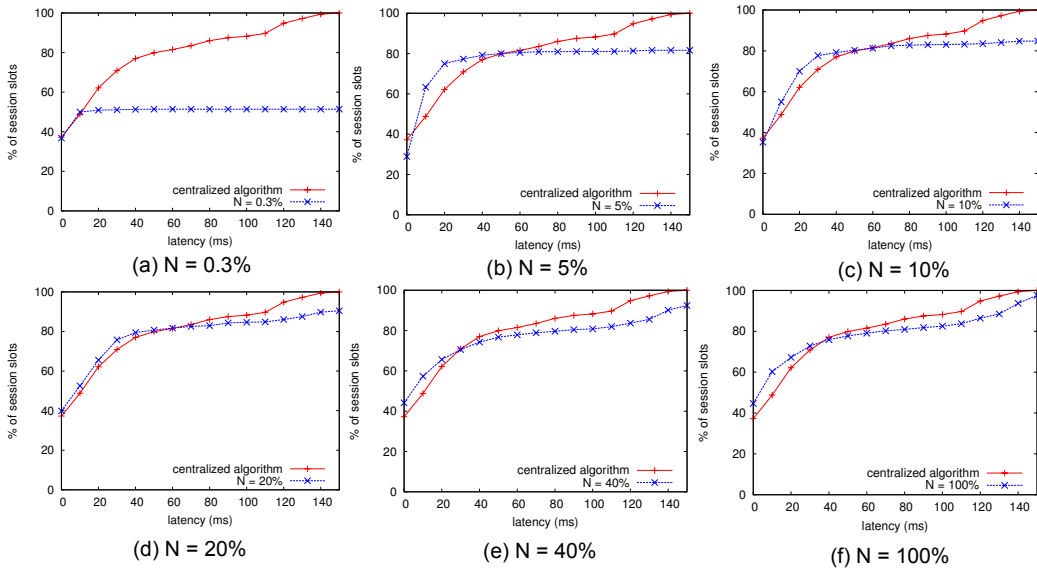 100
80
60
40
20
0
% of session slots
centralized algorithm
N = 0.3%
0 20 40 60 80 100 120 140
latency (ms)
(a) N = 0.3%
100
80
60
40
20
0
% of session slots
centralized algorithm
N = 5%
0 20 40 60 80 100 120 140
latency (ms)
(b) N = 5%
100
80
60
40
20
0
% of session slots
centralized algorithm
N = 10%
0 20 40 60 80 100 120 140
latency (ms)
(c) N = 10%
100
80
60
40
20
0
% of session slots
centralized algorithm
N = 20%
0 20 40 60 80 100 120 140
latency (ms)
(d) N = 20%
100
80
60
40
20
0
% of session slots
centralized algorithm
N = 40%
0 20 40 60 80 100 120 140
latency (ms)
(e) N = 40%
100
80
60
40
20
0
% of session slots
centralized algorithm
N = 100%
0 20 40 60 80 100 120 140
latency (ms)
(f) N = 100%